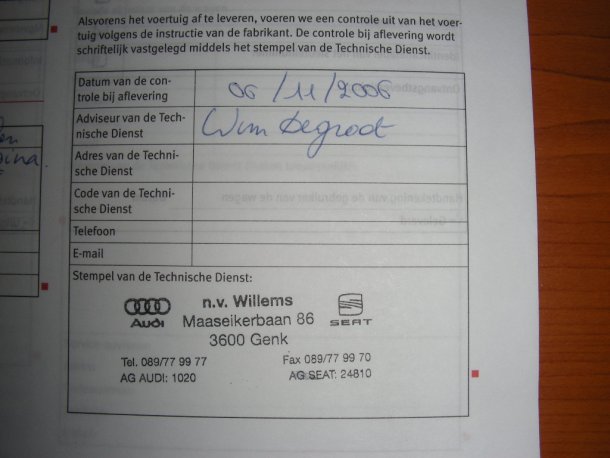 Alsvorens het voertuig af te leveren, voeren we een controle uit van het voer-
tuig volgens de instructie van de fabrikant. De controle bij aflevering wordt
schriftelijk vastgelegd middels het stempel van de Technische Dienst.
Datum van de con-
trole bij aflevering
06/11/2006
Adviseur van de Tech-
nische Dienst
Wim Degroot
Adres van de Techni-
sche Dienst
Code van de Techni-
sche Dienst
Telefoon
E-mail
Stempel van de Technische Dienst:
n.v. Willems
Audi
Maaseikerbaan 86
SEAT
3600 Genk
Tel. 089/77 99 77
Fax 089/77 99 70
AG AUDI: 1020
AG SEAT: 24810